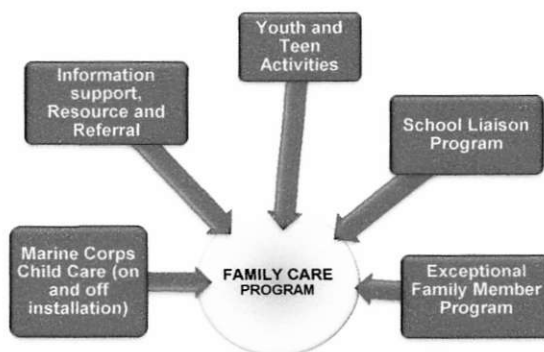 Youth and
Teen
Activities
Information
support,
Resource and
Referral
School Liaison
Program
Marine Corps
Child Care (on
and off
installation)
FAMILY CARE
PROGRAM
Exceptional
Family Member
Program